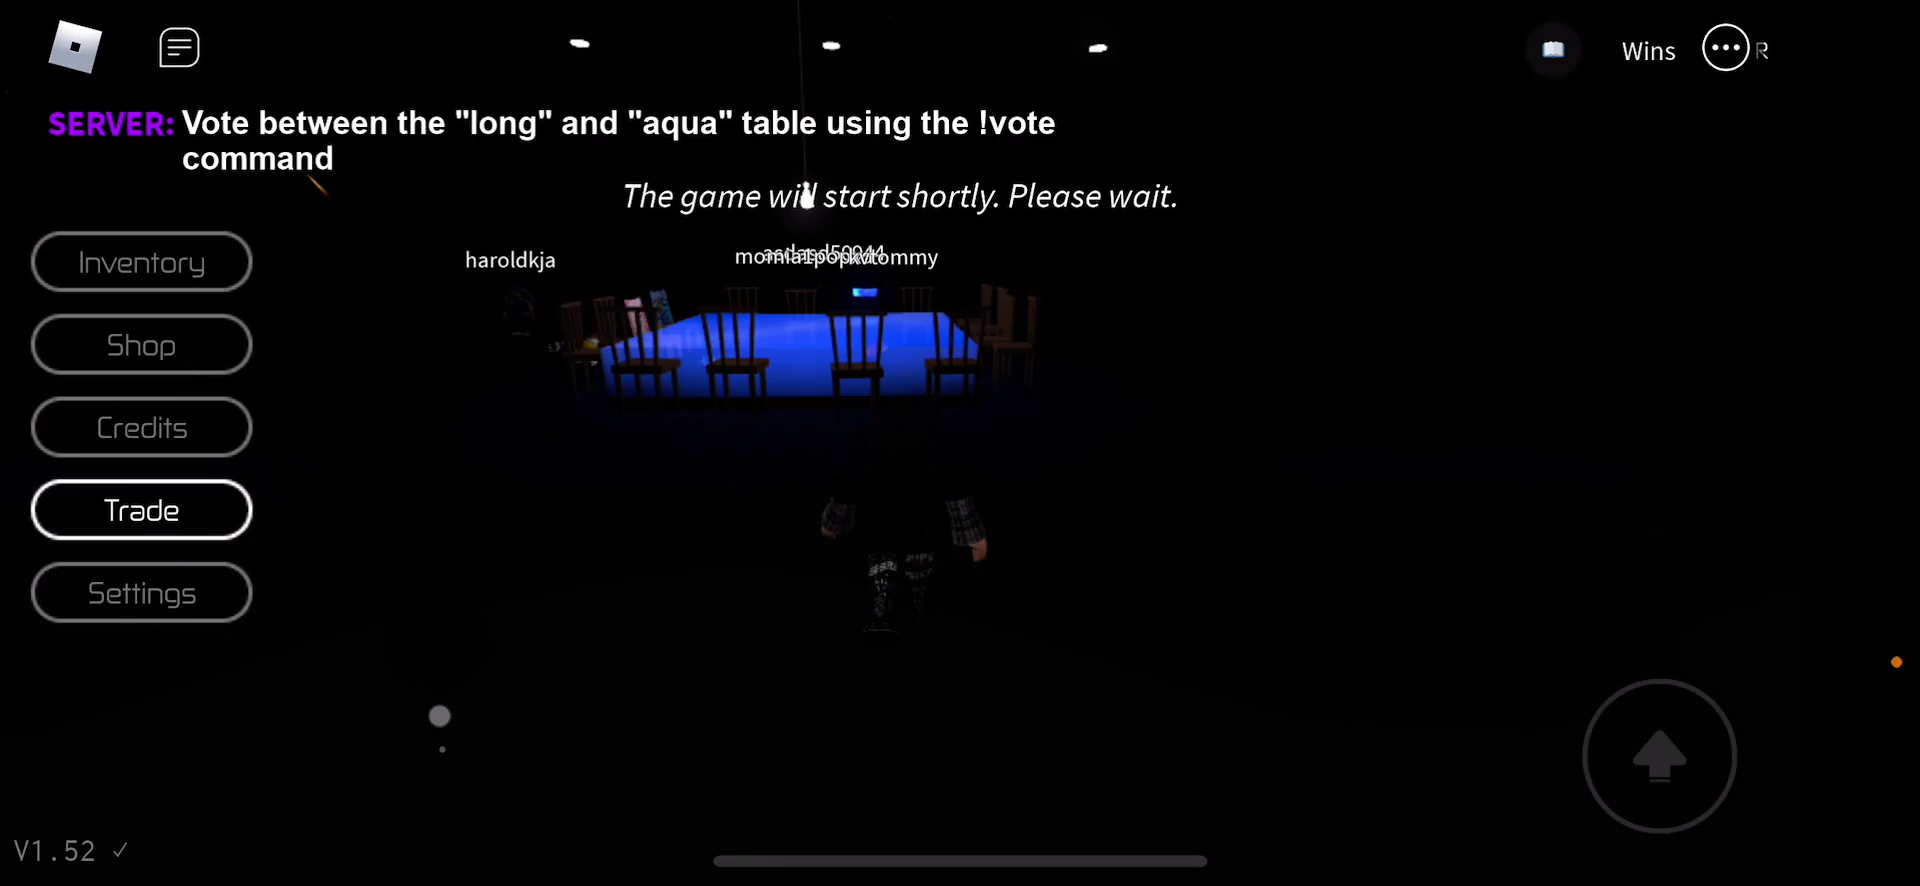 Wins
R
SERVER: Vote between the "long" and "aqua" table using the !vote
command
The game will start shortly. Please wait.
haroldkja
Inventory
Shop
Credits
Trade
Settings
V1.52 ✓